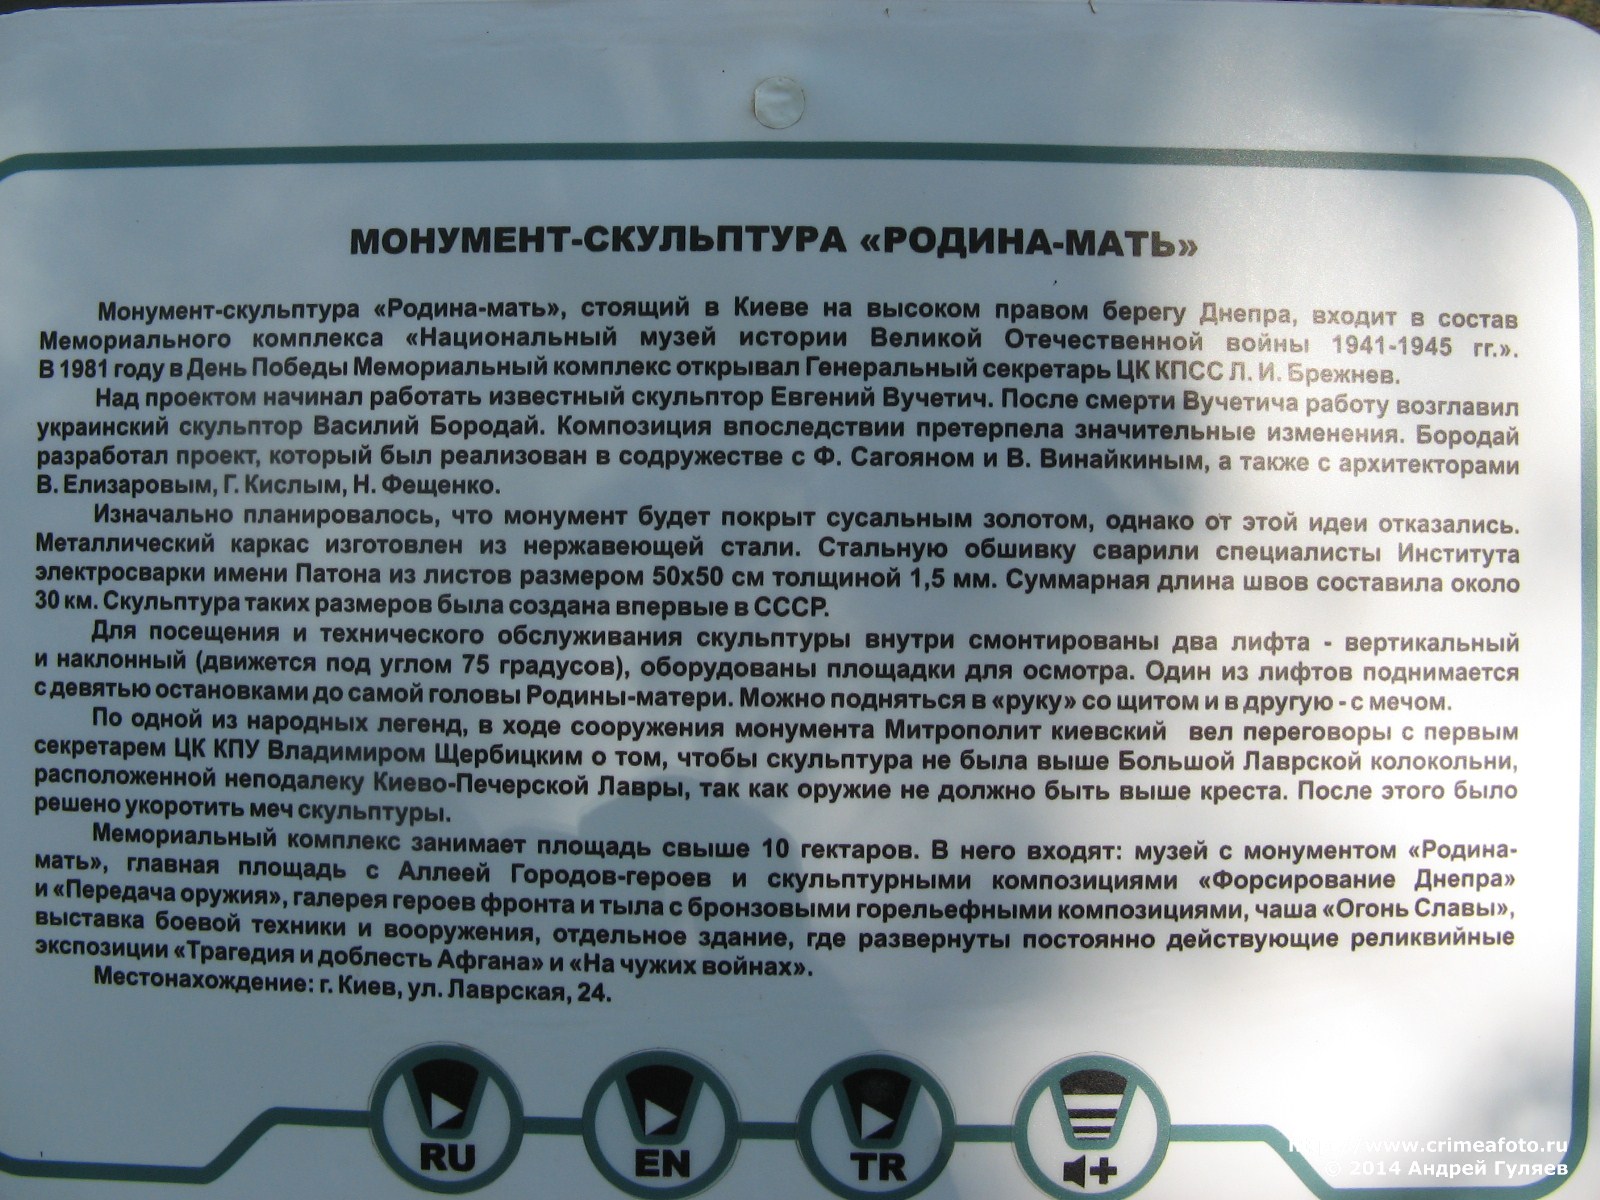 МОНУМЕНТ-СКУЛЬПТУРА «РОДИНА-МАТЬ»
Монумент-скульптура «Родина-мать», стоящий в Киеве на высоком правом берегу Днепра, входит в состав
Мемориального комплекса «Национальный музей истории Великой Отечественной войны 1941-1945 гг.».
В 1981 году в День Победы Мемориальный комплекс открывал Генеральный секретарь ЦК КПСС Л. И. Брежнев.
Над проектом начинал работать известный скульптор Евгений Вучетич. После смерти Вучетича работу возглавил
украинский скульптор Василий Бородай. Композиция впоследствии претерпела значительные изменения. Бородай
разработал проект, который был реализован в содружестве с Ф. Сагояном и В. Винайкиным, а также с архитекторами
В. Елизаровым, Г. Кислым, Н. Фещенко.
Изначально планировалось, что монумент будет покрыт сусальным золотом, однако от этой идеи отказались.
Металлический каркас изготовлен из нержавеющей стали. Стальную обшивку сварили специалисты Института
электросварки имени Патона из листов размером 50х50 см толщиной 1,5 мм. Суммарная длина швов составила около
30 км. Скульптура таких размеров была создана впервые в СССР.
Для посещения и технического обслуживания скульптуры внутри смонтированы два лифта - вертикальный
и наклонный (движется под углом 75 градусов), оборудованы площадки для осмотра. Один из лифтов поднимается
с девятью остановками до самой головы Родины-матери. Можно подняться в «руку» со щитом и в другую - с мечом.
По одной из народных легенд, в ходе сооружения монумента Митрополит киевский вел переговоры с первым
секретарем ЦК КПУ Владимиром Щербицким о том, чтобы скульптура не была выше Большой Лаврской колокольни,
расположенной неподалеку Киево-Печерской Лавры, так как оружие не должно быть выше креста. После этого было
решено укоротить меч скульптуры.
Мемориальный комплекс занимает площадь свыше 10 гектаров. В него входят: музей с монументом «Родина-
мать», главная площадь с Аллеей Городов-героев и скульптурными композициями «Форсирование Днепра»
и «Передача оружия», галерея героев фронта и тыла с бронзовыми горельефными композициями, чаша «Огонь Славы»,
выставка боевой техники и вооружения, отдельное здание, где развернуты постоянно действующие реликвийные
экспозиции «Трагедия и доблесть Афгана» и «На чужих войнах».
Местонахождение: г. Киев, ул. Лаврская, 24.
RU
EN
TR
+
www.crimeafoto.ru
© 2014 Андрей Гуляев